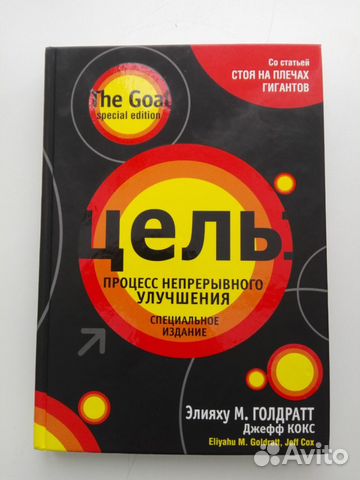 The Goal
special edition
Со статьей
СТОЯ НА ПЛЕЧАХ
ГИГАНТОВ
цель
ПРОЦЕСС НЕПРЕРЫВНОГО
УЛУЧШЕНИЯ
СПЕЦИАЛЬНОЕ
ИЗДАНИЕ
Элияху М. ГОЛДРАТТ
Джефф КОКС
Eliyahu M. Goldratt, Jeff Cox
Avito